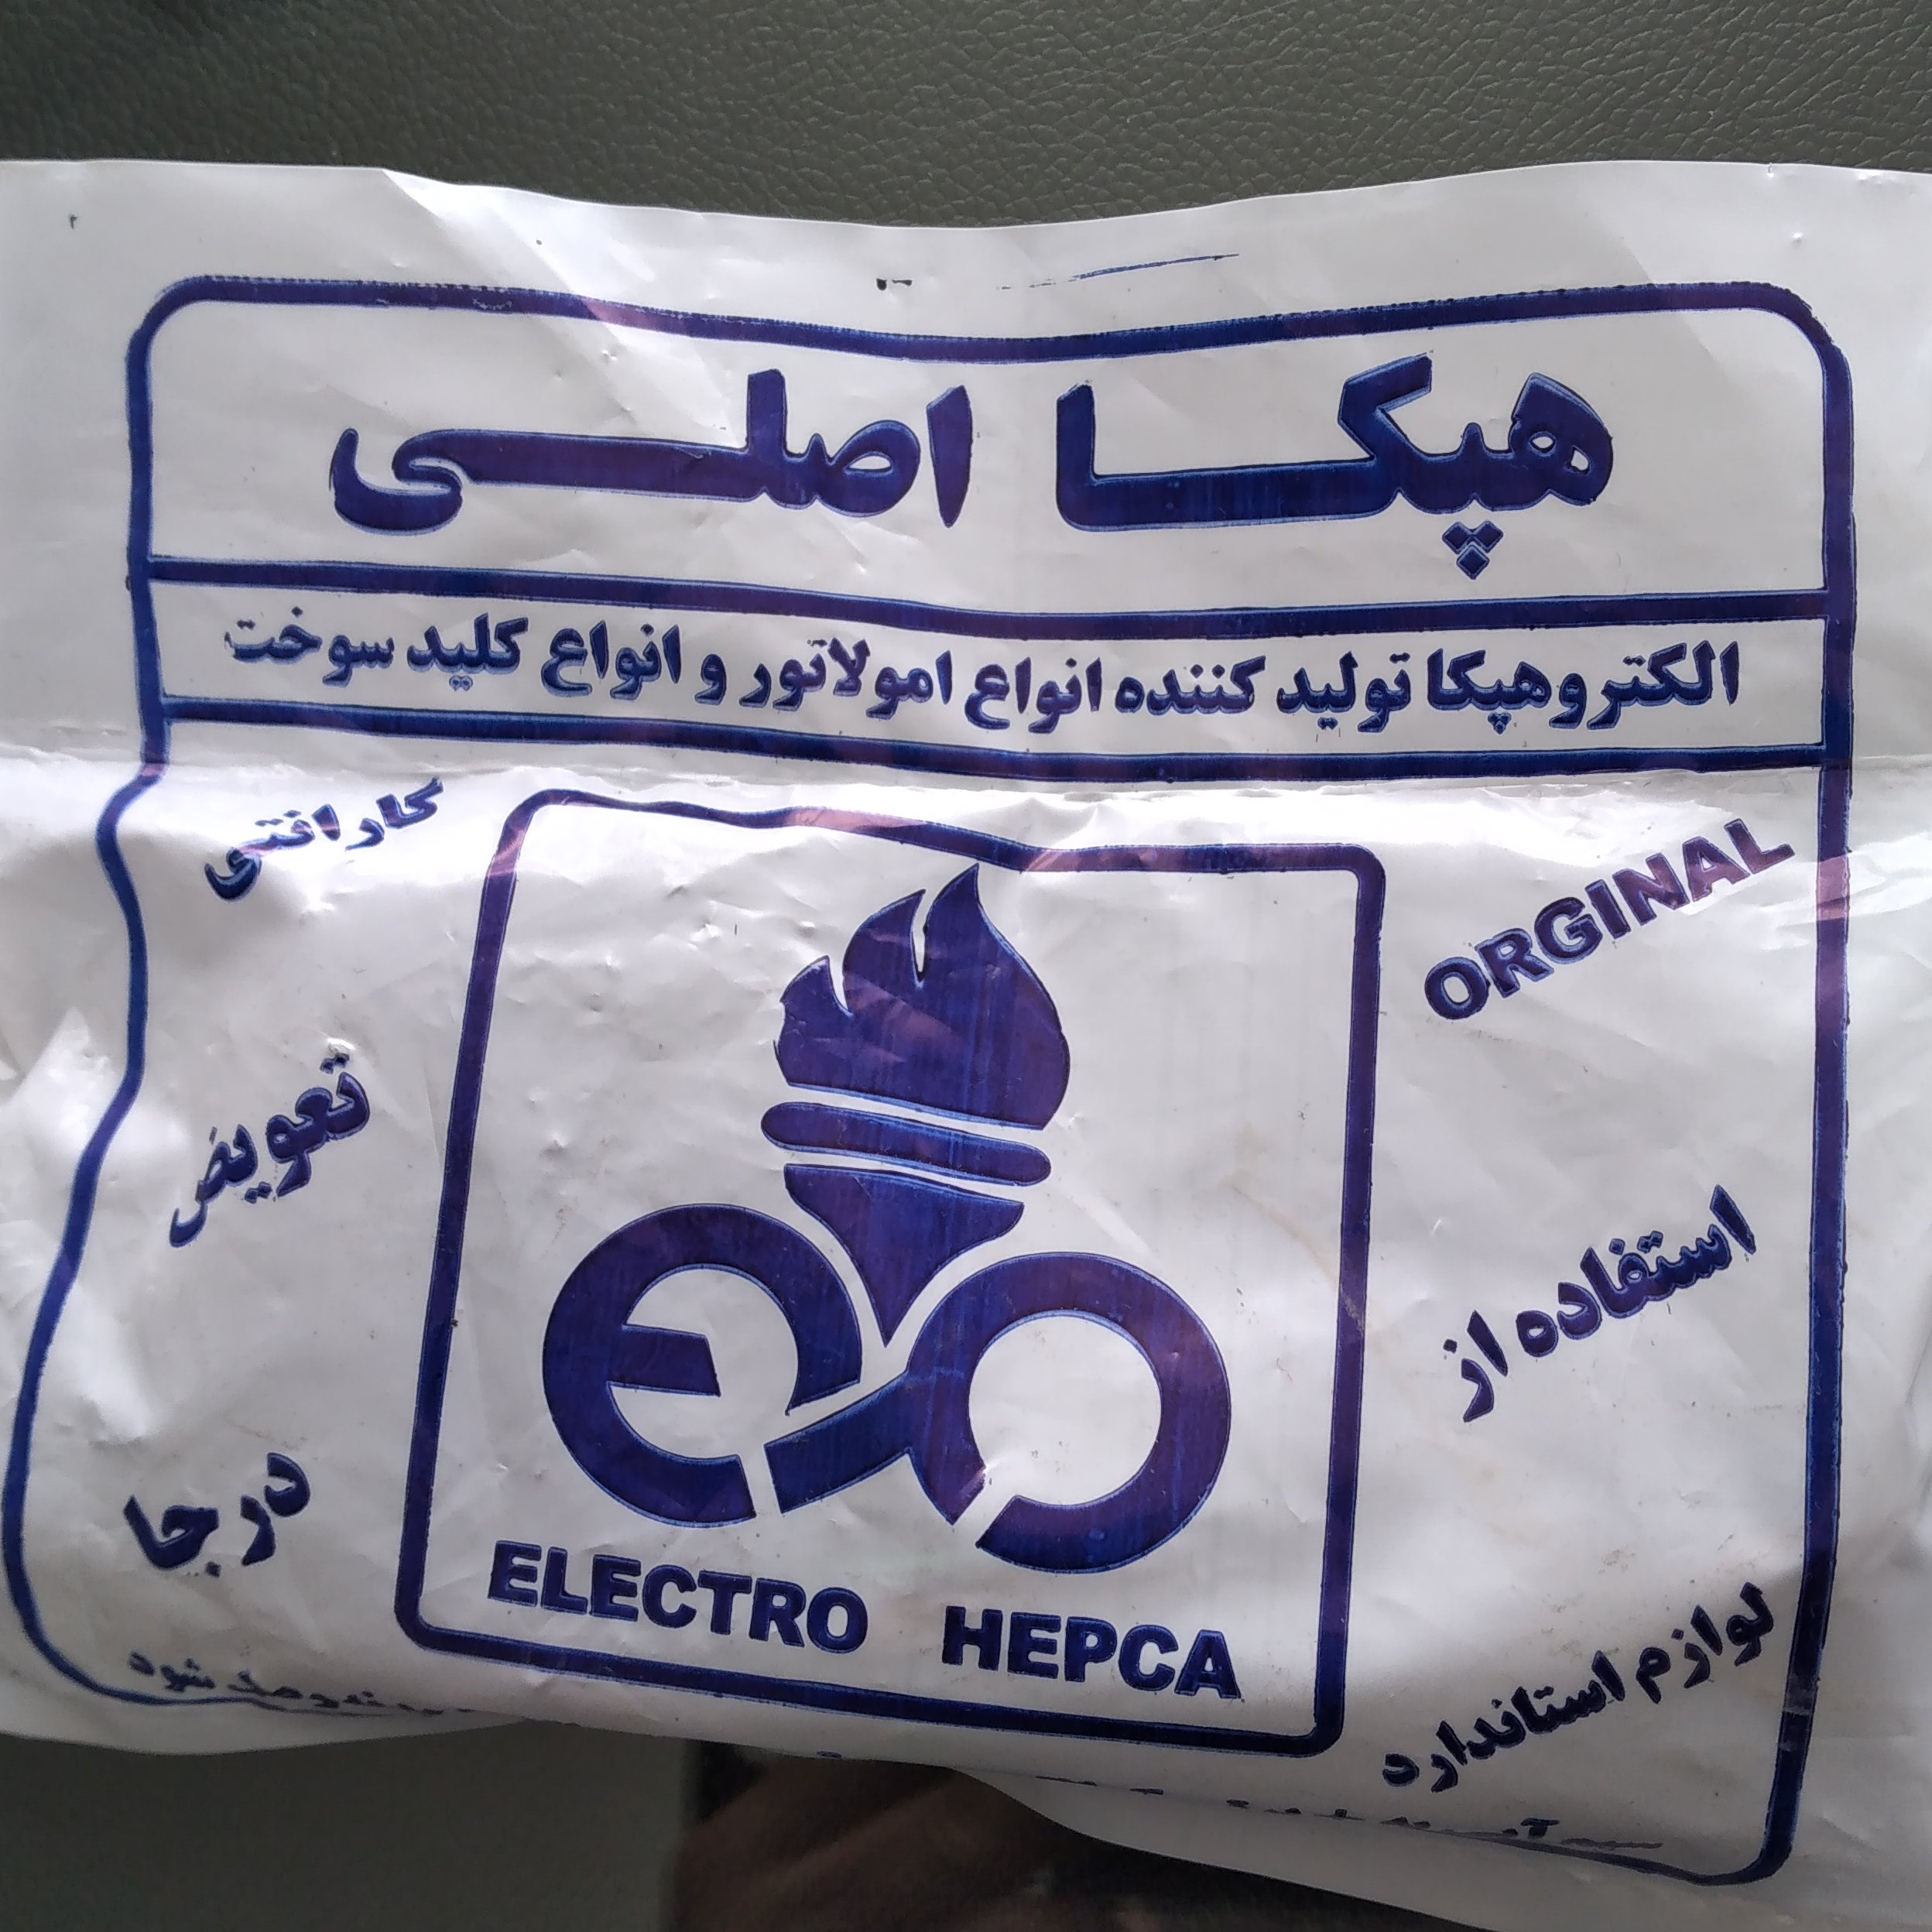 هپکا اصلی
الکتروهپکا تولید کننده انواع امولاتور و انواع کلید سوخت
ORGINAL
گارانتی
استفاده از
تعویض
لوازم استاندارد
درجا
ELECTRO HEPCA
شود